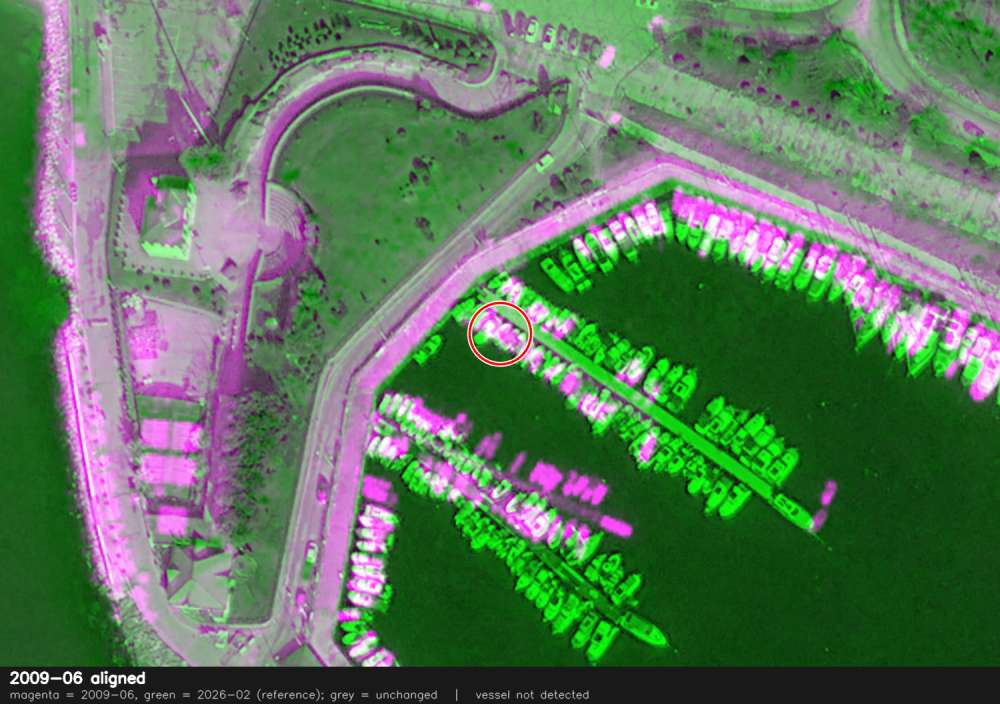 2009-06 aligned
magenta = 2009-06, green = 2026-02 (reference); grey = unchanged | vessel not detected